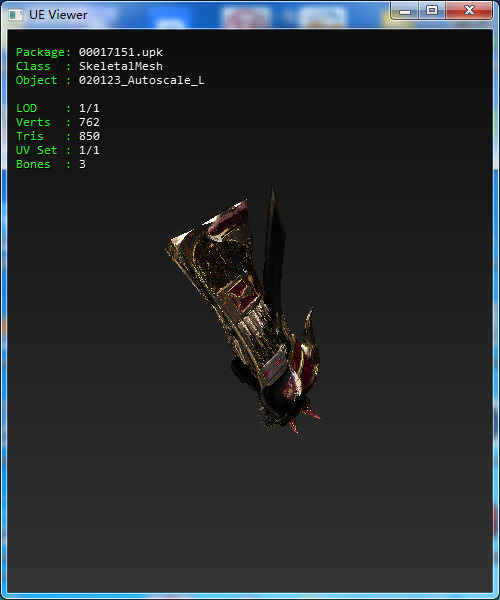 UE Viewer
Package: 00017151.upk
Class : SkeletalMesh
Object : 020123_Autoscale_L
LOD : 1/1
Verts : 762
Tris : 850
UV Set : 1/1
Bones : 3